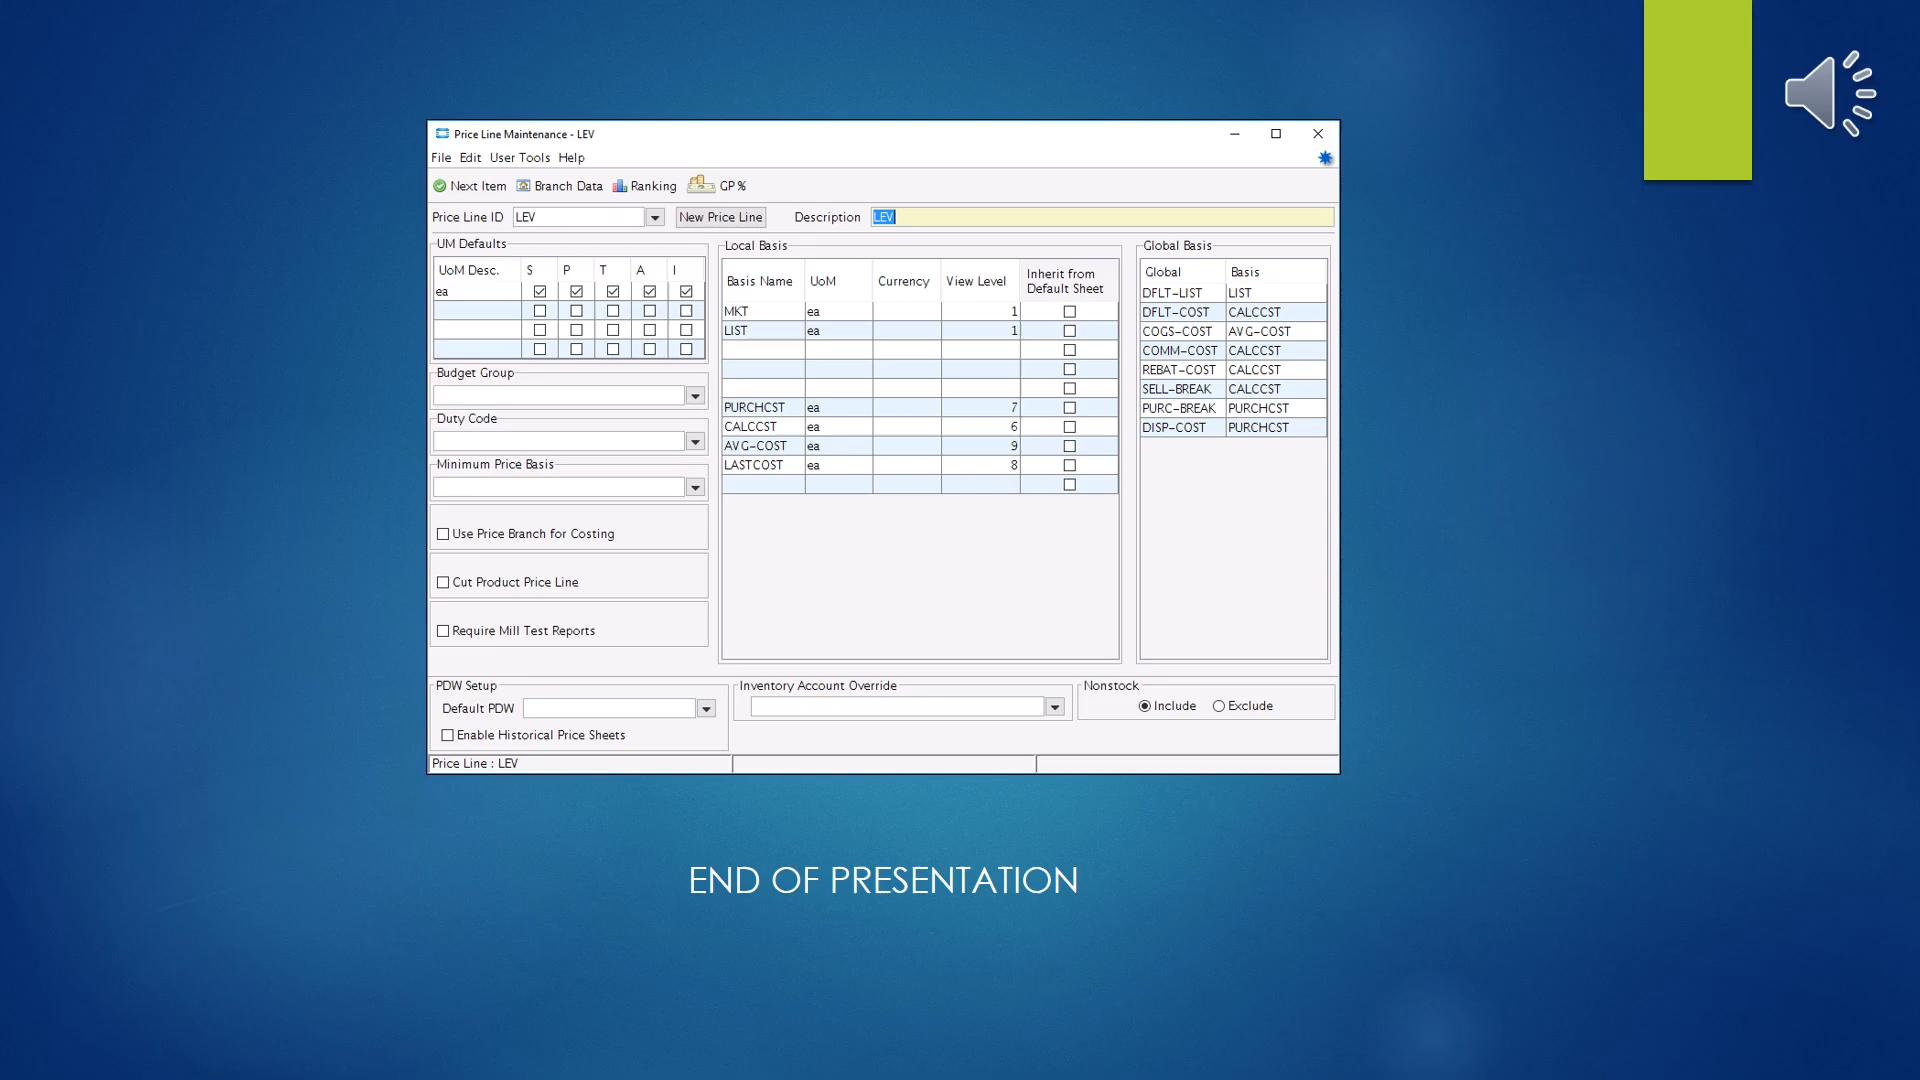 Price Line Maintenance - LEV
File Edit User Tools Help
Next Item Branch Data Ranking GP %
Price Line ID LEV New Price Line Description LEV
UM Defaults
UoM Desc. S P T A I
ea
Budget Group
Duty Code
Minimum Price Basis
Use Price Branch for Costing
Cut Product Price Line
Require Mill Test Reports
Local Basis
Basis Name UoM Currency View Level Inherit from
Default Sheet
MKT ea 1
LIST ea 1
PURCHCST ea 7
CALCCST ea 6
AVG-COST ea 9
LASTCOST ea 8
Global Basis
Global Basis
DFLT-LIST LIST
DFLT-COST CALCCST
COGS-COST AVG-COST
COMM-COST CALCCST
REBAT-COST CALCCST
SELL-BREAK CALCCST
PURC-BREAK PURCHCST
DISP-COST PURCHCST
PDW Setup
Default PDW
Enable Historical Price Sheets
Inventory Account Override
Nonstock
Include Exclude
Price Line : LEV
END OF PRESENTATION